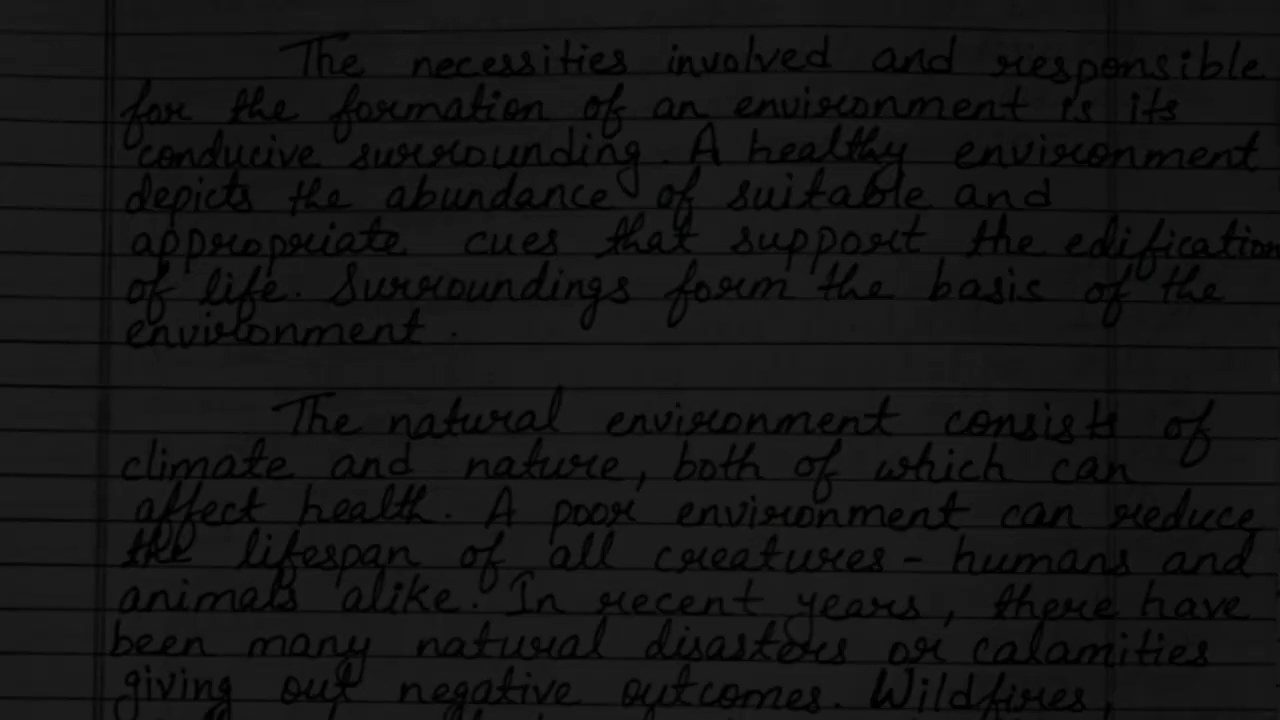 The necessities involved and responsible
for the formation of an environment is its
conducive surrounding. A healthy environment
depicts the abundance of suitable and
appropriate cues that support the edification
of life. Surroundings form the basis of the
environment.
The natural environment consists of
climate and nature, both of which can
affect health. A poor environment can reduce
the lifespan of all creatures - humans and
animals alike. In recent years, there have
been many natural disasters or calamities
giving out negative outcomes. Wildfires,